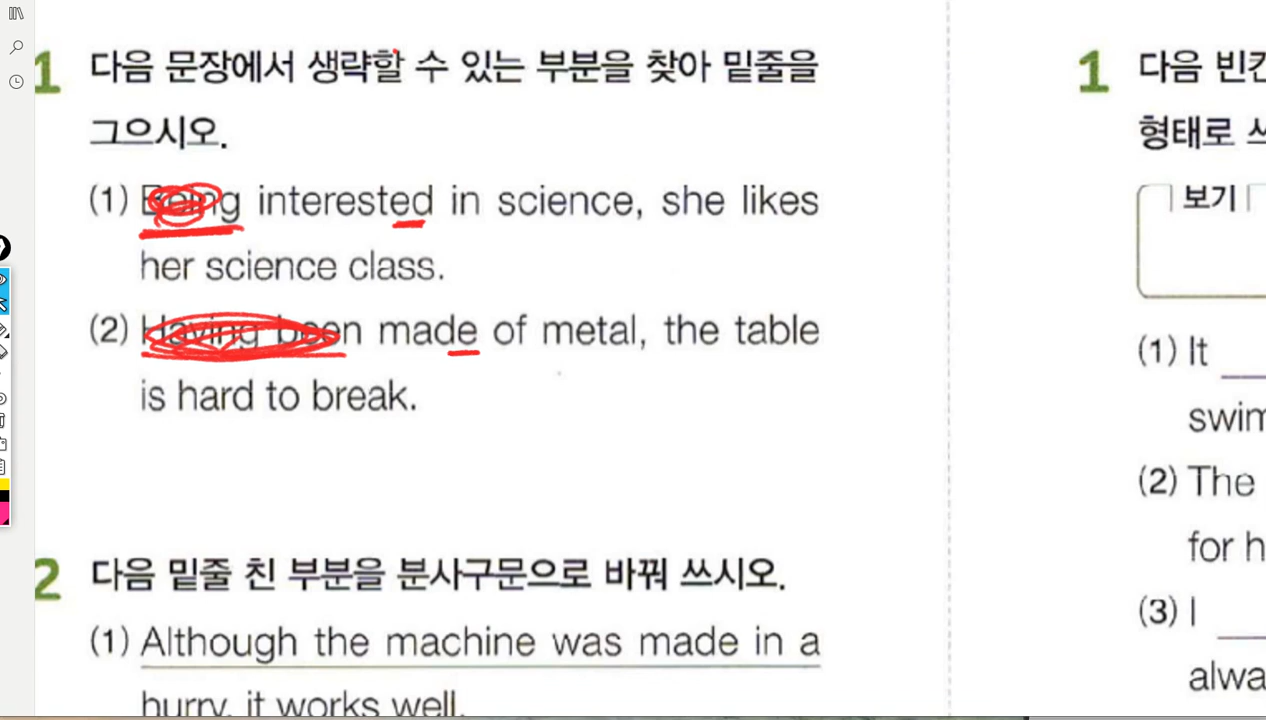 1 다음 문장에서 생략할 수 있는 부분을 찾아 밑줄을
그으시오.
(1) Being interested in science, she likes
her science class.
(2) Having been made of metal, the table
is hard to break.
2 다음 밑줄 친 부분을 분사구문으로 바꿔 쓰시오.
(1) Although the machine was made in a
hurry, it works well.
1 다음 빈칸
형태로
보기
(1) It
swim
(2) The
for h
(3) I
alwa